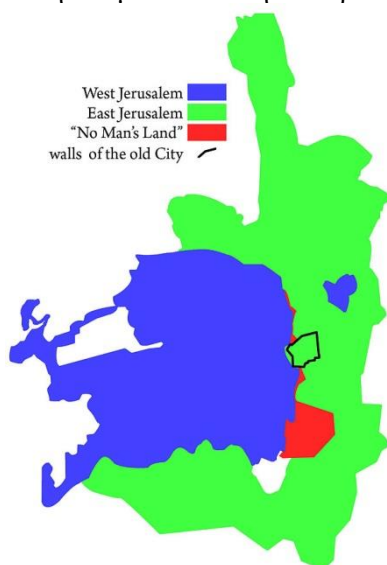 West Jerusalem
East Jerusalem
“No Man’s Land”
walls of the old City